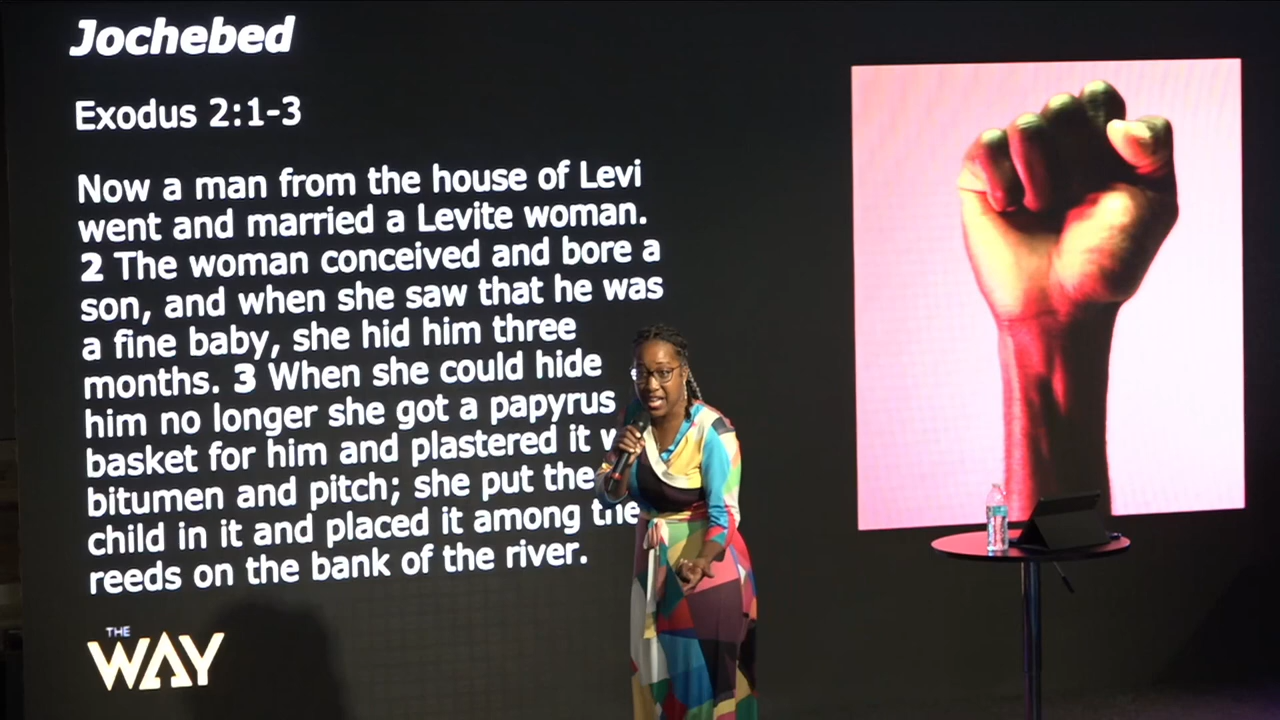 Jochebed
Exodus 2:1-3
Now a man from the house of Levi
went and married a Levite woman.
2 The woman conceived and bore a
son, and when she saw that he was
a fine baby, she hid him three
months. 3 When she could hide
him no longer she got a papyrus
basket for him and plastered it
bitumen and pitch; she put the
child in it and placed it among the
reeds on the bank of the river.
THE
WAY